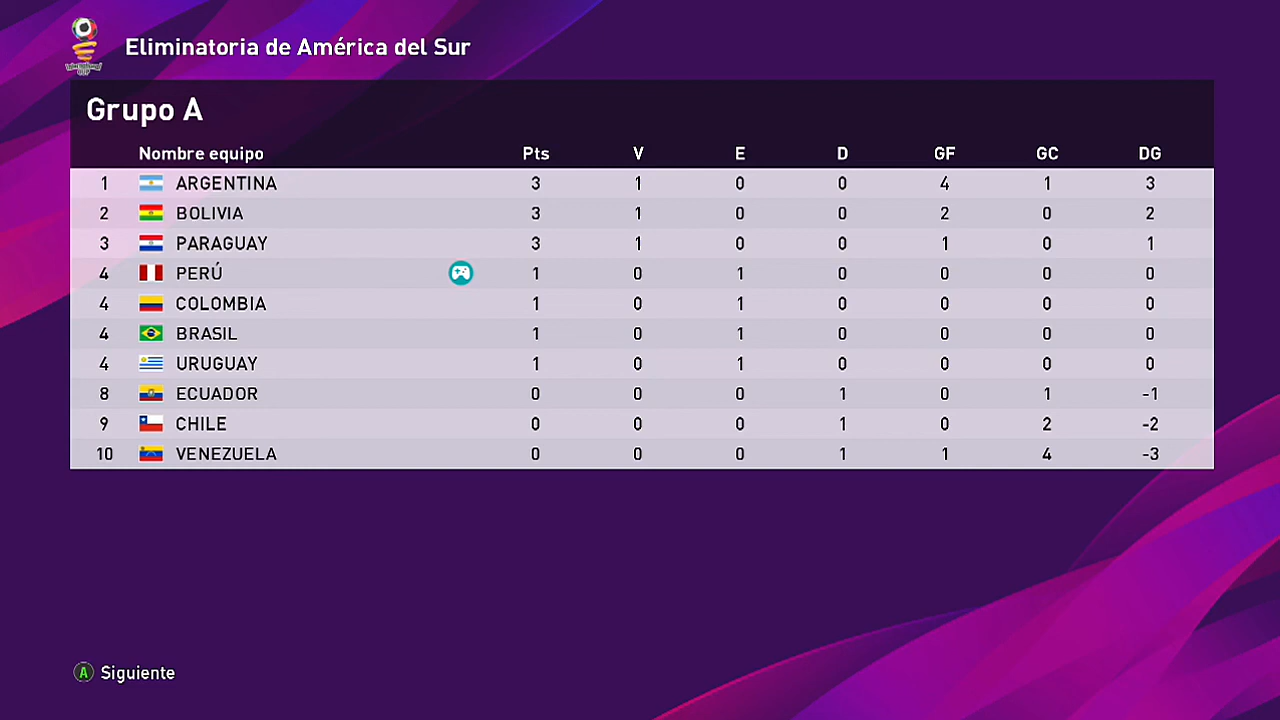 Eliminatoria de América del Sur
Grupo A
Nombre equipo Pts V E D GF GC DG
1 ARGENTINA 3 1 0 0 4 1 3
2 BOLIVIA 3 1 0 0 2 0 2
3 PARAGUAY 3 1 0 0 1 0 1
4 PERÚ 1 0 1 0 0 0 0
4 COLOMBIA 1 0 1 0 0 0 0
4 BRASIL 1 0 1 0 0 0 0
4 URUGUAY 1 0 1 0 0 0 0
8 ECUADOR 0 0 0 1 0 1 -1
9 CHILE 0 0 0 1 0 2 -2
10 VENEZUELA 0 0 0 1 1 4 -3
A Siguiente